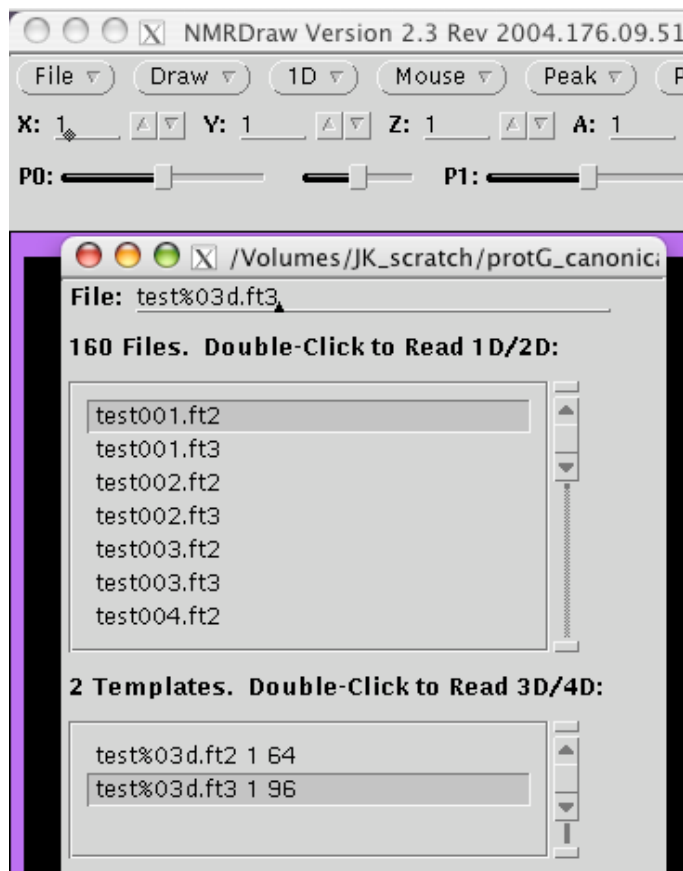 NMRDraw Version 2.3 Rev 2004.176.09.51
File Draw 1D Mouse Peak P
X: 1 Y: 1 Z: 1 A: 1
P0: P1:
/Volumes/JK_scratch/protG_canonica
File: test%03d.ft3
160 Files. Double-Click to Read 1D/2D:
test001.ft2
test001.ft3
test002.ft2
test002.ft3
test003.ft2
test003.ft3
test004.ft2
2 Templates. Double-Click to Read 3D/4D:
test%03d.ft2 1 64
test%03d.ft3 1 96